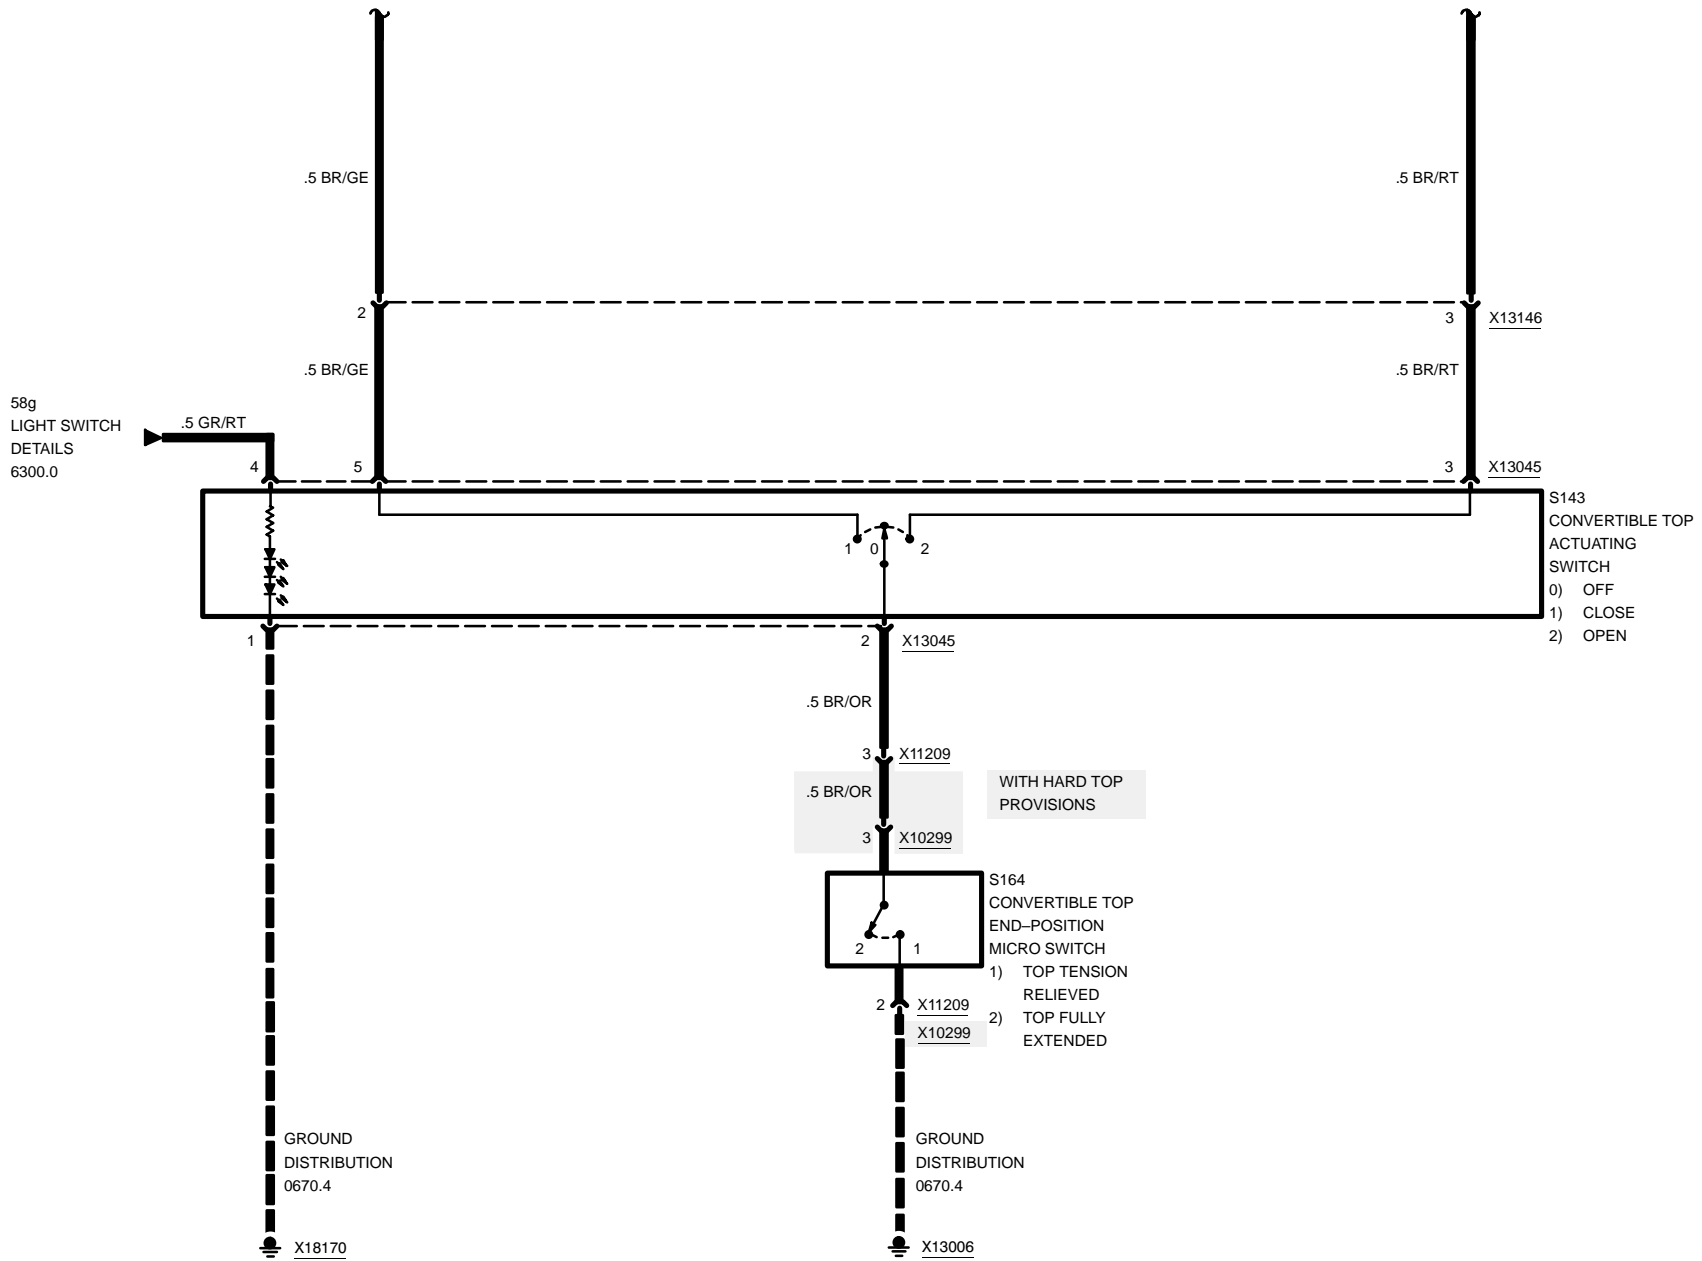 .5 BR/GE
.5 BR/RT
2
3
X13146
.5 BR/GE
.5 BR/RT
58g
LIGHT SWITCH
DETAILS
6300.0
.5 GR/RT
4
5
3
X13045
S143
CONVERTIBLE TOP
ACTUATING
SWITCH
0) OFF
1) CLOSE
2) OPEN
1
0
2
1
2
X13045
.5 BR/OR
3
X11209
.5 BR/OR
WITH HARD TOP
PROVISIONS
3
X10299
S164
CONVERTIBLE TOP
END–POSITION
MICRO SWITCH
1) TOP TENSION
RELIEVED
2) TOP FULLY
EXTENDED
2
1
2
X11209
X10299
GROUND
DISTRIBUTION
0670.4
GROUND
DISTRIBUTION
0670.4
X18170
X13006